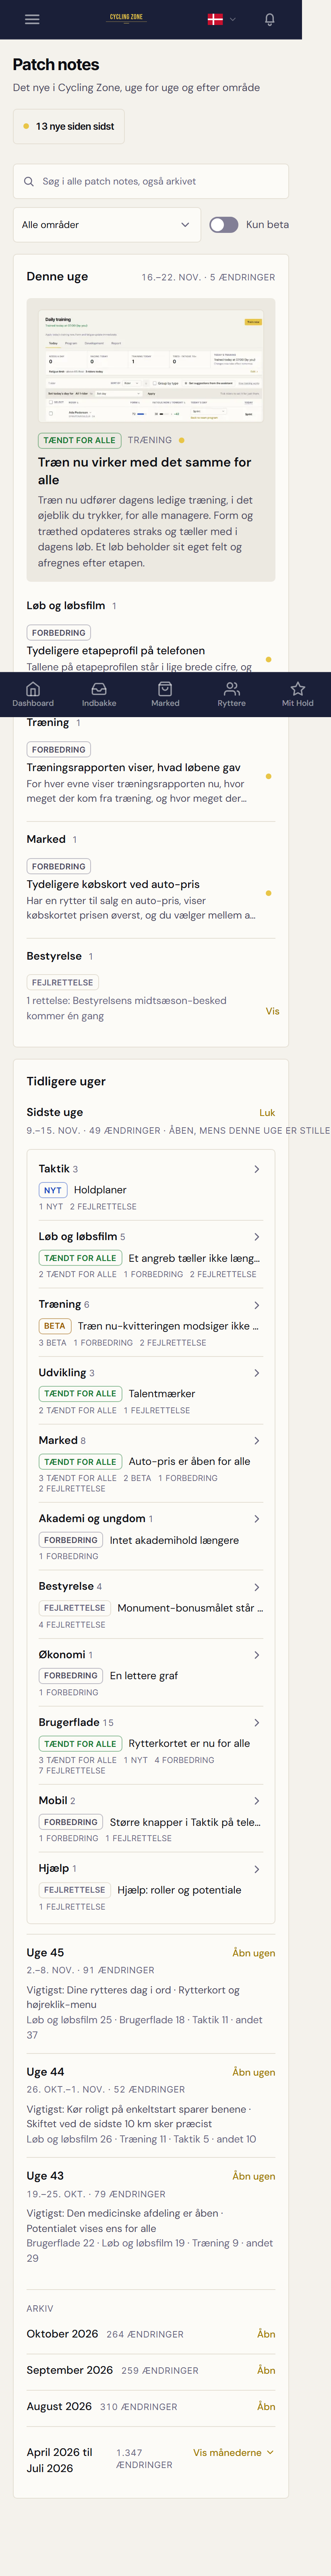 CYCLING ZONE
Patch notes
Det nye i Cycling Zone, uge for uge og efter område
13 nye siden sidst
Søg i alle patch notes, også arkivet
Alle områder
Kun beta
Denne uge
16.–22. NOV. · 5 ÆNDRINGER
Daily training
TÆNDT FOR ALLE TRÆNING
Træn nu virker med det samme for
alle
Træn nu udfører dagens ledige træning, i det
øjeblik du trykker, for alle managere. Form og
træthed opdateres straks og tæller med i
dagens løb. Et løb beholder sit eget felt og
afregnes efter etapen.
Løb og løbsfilm 1
FORBEDRING
Tydeligere etapeprofil på telefonen
Tallene på etapeprofilen står i lige brede cifre, og
Dashboard
Indbakke
Marked
Ryttere
Mit Hold
Træning 1
FORBEDRING
Træningsrapporten viser, hvad løbene gav
For hver evne viser træningsrapporten nu, hvor
meget der kom fra træning, og hvor meget der…
Marked 1
FORBEDRING
Tydeligere købskort ved auto-pris
Har en rytter til salg en auto-pris, viser
købskortet prisen øverst, og du vælger mellem a…
Bestyrelse 1
FEJLRETTELSE
1 rettelse: Bestyrelsens midtsæson-besked
kommer én gang
Vis
Tidligere uger
Sidste uge
Luk
9.–15. NOV. · 49 ÆNDRINGER · ÅBEN, MENS DENNE UGE ER STILLE
Taktik 3
NYT Holdplaner
1 NYT 2 FEJLRETTELSE
Løb og løbsfilm 5
TÆNDT FOR ALLE Et angreb tæller ikke læng…
2 TÆNDT FOR ALLE 1 FORBEDRING 2 FEJLRETTELSE
Træning 6
BETA Træn nu-kvitteringen modsiger ikke …
3 BETA 1 FORBEDRING 2 FEJLRETTELSE
Udvikling 3
TÆNDT FOR ALLE Talentmærker
2 TÆNDT FOR ALLE 1 FEJLRETTELSE
Marked 8
TÆNDT FOR ALLE Auto-pris er åben for alle
3 TÆNDT FOR ALLE 2 BETA 1 FORBEDRING
2 FEJLRETTELSE
Akademi og ungdom 1
FORBEDRING Intet akademihold længere
1 FORBEDRING
Bestyrelse 4
FEJLRETTELSE Monument-bonusmålet står …
4 FEJLRETTELSE
Økonomi 1
FORBEDRING En lettere graf
1 FORBEDRING
Brugerflade 15
TÆNDT FOR ALLE Rytterkortet er nu for alle
3 TÆNDT FOR ALLE 1 NYT 4 FORBEDRING
7 FEJLRETTELSE
Mobil 2
FORBEDRING Større knapper i Taktik på tele…
1 FORBEDRING 1 FEJLRETTELSE
Hjælp 1
FEJLRETTELSE Hjælp: roller og potentiale
1 FEJLRETTELSE
Uge 45
Åbn ugen
2.–8. NOV. · 91 ÆNDRINGER
Vigtigst: Dine rytteres dag i ord · Rytterkort og
højreklik-menu
Løb og løbsfilm 25 · Brugerflade 18 · Taktik 11 · andet
37
Uge 44
Åbn ugen
26. OKT.–1. NOV. · 52 ÆNDRINGER
Vigtigst: Kør roligt på enkeltstart sparer benene ·
Skiftet ved de sidste 10 km sker præcist
Løb og løbsfilm 26 · Træning 11 · Taktik 5 · andet 10
Uge 43
Åbn ugen
19.–25. OKT. · 79 ÆNDRINGER
Vigtigst: Den medicinske afdeling er åben ·
Potentialet vises ens for alle
Brugerflade 22 · Løb og løbsfilm 19 · Træning 9 · andet
29
ARKIV
Oktober 2026 264 ÆNDRINGER Åbn
September 2026 259 ÆNDRINGER Åbn
August 2026 310 ÆNDRINGER Åbn
April 2026 til
Juli 2026
1.347
ÆNDRINGER
Vis månederne